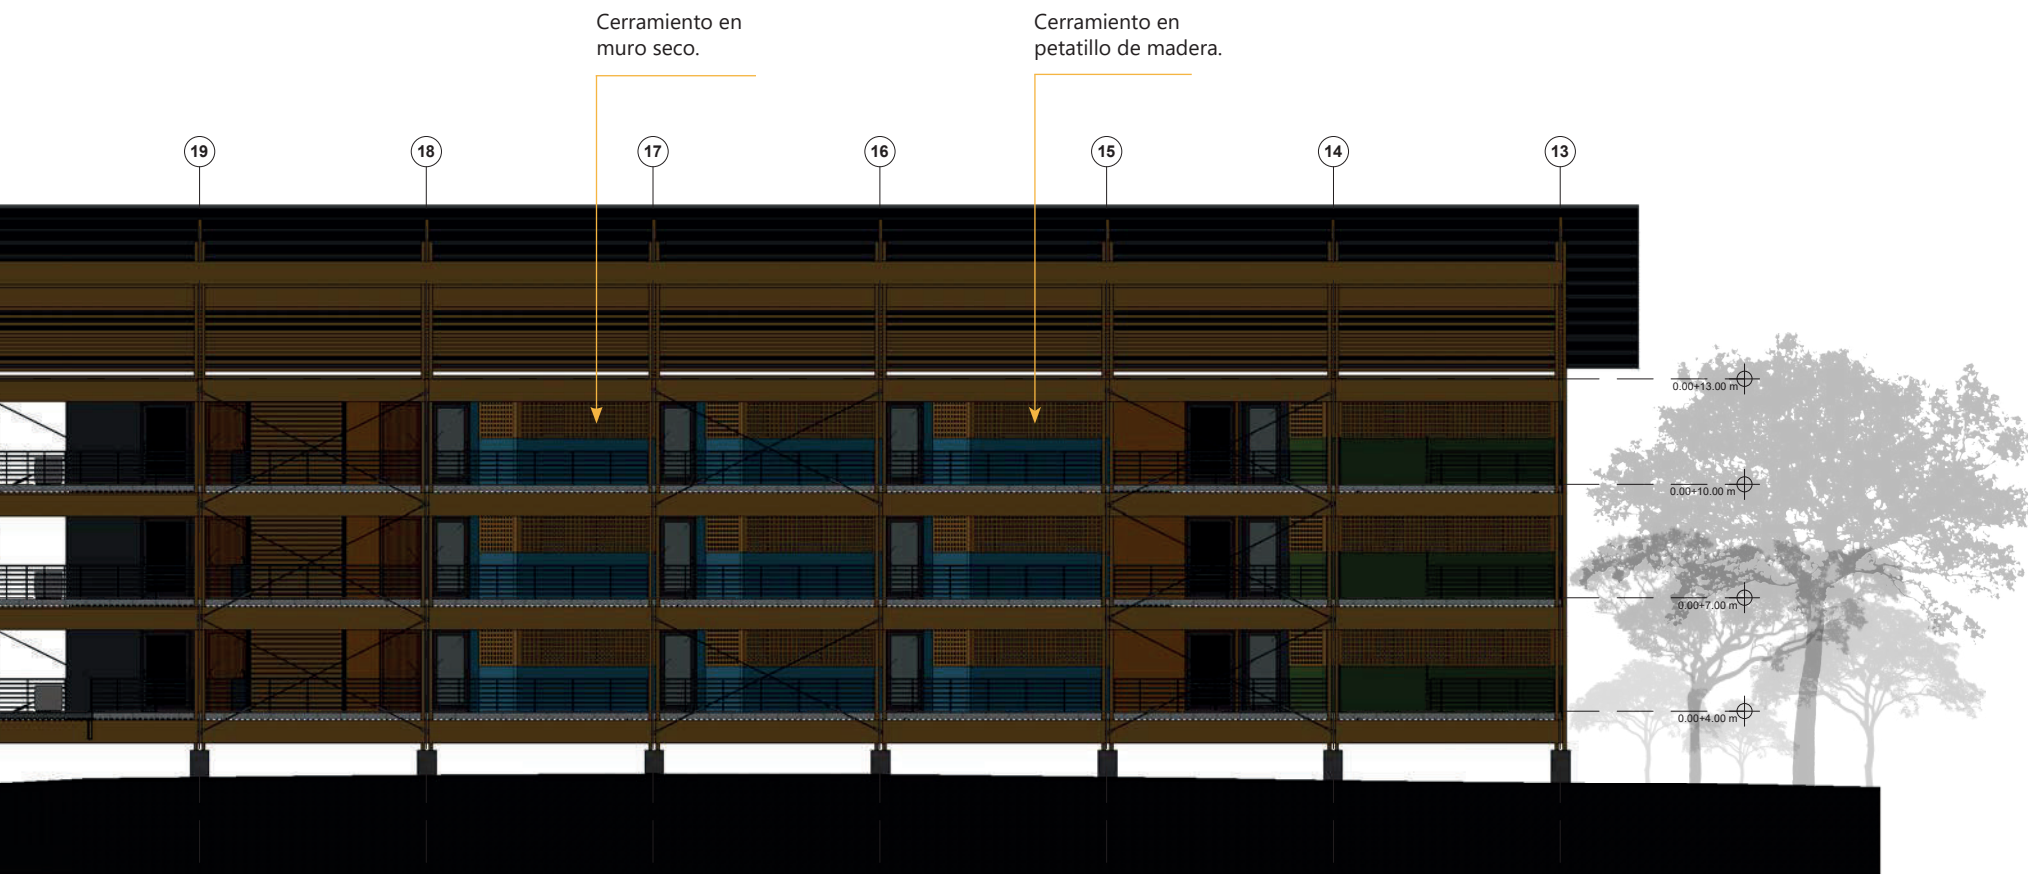 Cerramiento en
muro seco.
Cerramiento en
petatillo de madera.
19
18
17
16
15
14
13
0.00+13.00 m
0.00+10.00 m
0.00+7.00 m
0.00+4.00 m